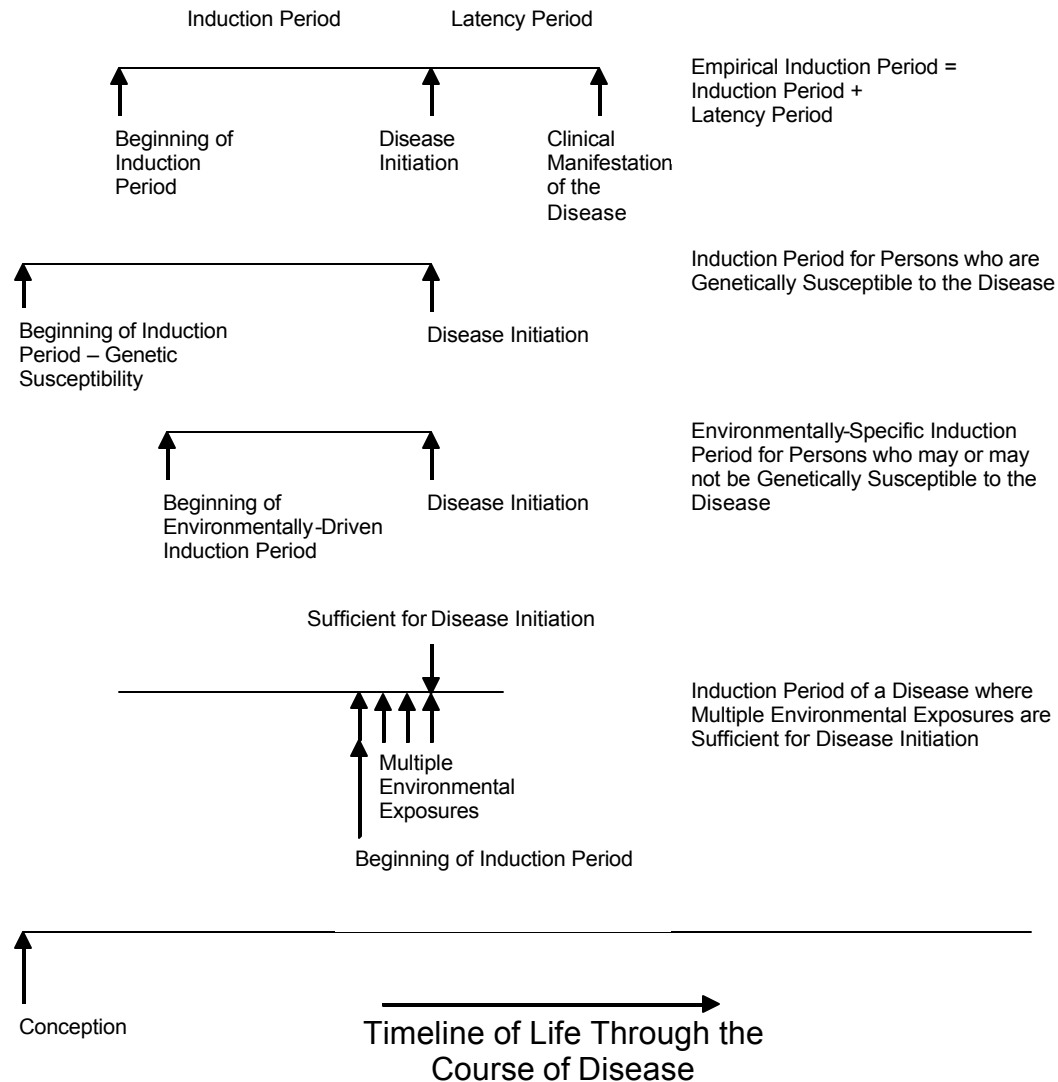 Induction Period
Latency Period
Empirical Induction Period =
Induction Period +
Latency Period
Beginning of
Induction
Period
Disease
Initiation
Clinical
Manifestation
of the
Disease
Induction Period for Persons who are
Genetically Susceptible to the Disease
Beginning of Induction
Period – Genetic
Susceptibility
Disease Initiation
Environmentally-Specific Induction
Period for Persons who may or may
not be Genetically Susceptible to the
Disease
Beginning of
Environmentally-Driven
Induction Period
Disease Initiation
Sufficient for Disease Initiation
Induction Period of a Disease where
Multiple Environmental Exposures are
Sufficient for Disease Initiation
Multiple
Environmental
Exposures
Beginning of Induction Period
Conception
Timeline of Life Through the
Course of Disease